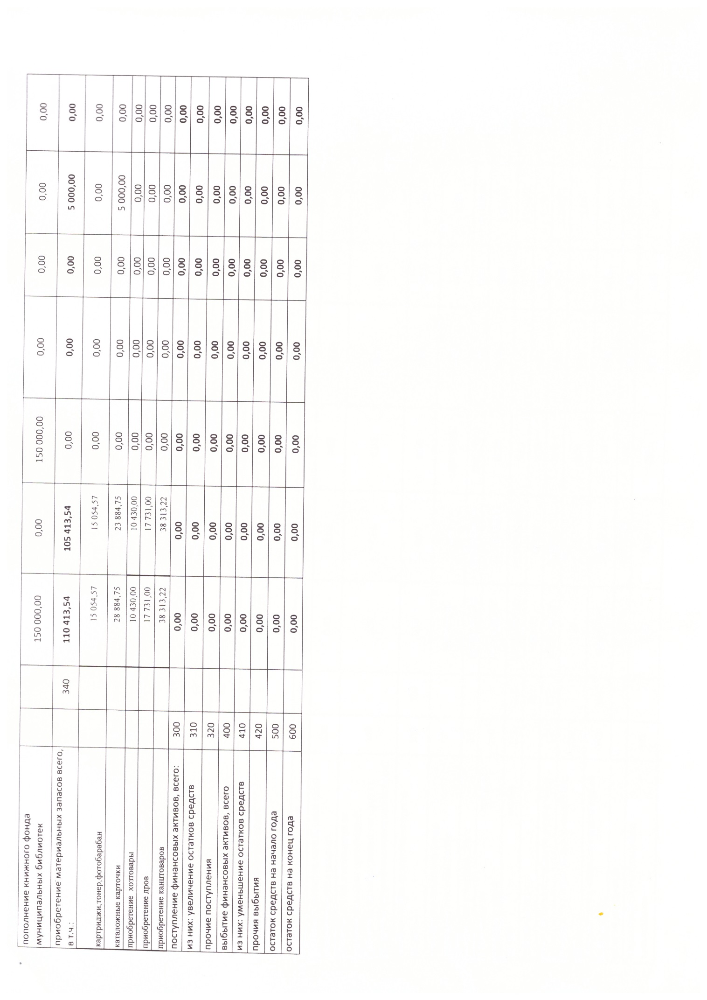 пополнение книжного фонда
муниципальных библиотек 150 000,00 0,00 150 000,00 0,00 0,00 0,00 0,00
приобретение материальных запасов всего,
в т.ч.: 340 110 413,54 105 413,54 0,00 0,00 0,00 5 000,00 0,00
картриджи,тонер,фотобарабан 15 054,57 15 054,57 0,00 0,00 0,00 0,00 0,00
каталожные карточки 28 884,75 23 884,75 0,00 0,00 0,00 5 000,00 0,00
приобретение хозтовары 10 430,00 10 430,00 0,00 0,00 0,00 0,00 0,00
приобретение дров 17 731,00 17 731,00 0,00 0,00 0,00 0,00 0,00
приобретение канцтоваров 38 313,22 38 313,22 0,00 0,00 0,00 0,00 0,00
поступление финансовых активов, всего: 300 0,00 0,00 0,00 0,00 0,00 0,00 0,00
из них: увеличение остатков средств 310 0,00 0,00 0,00 0,00 0,00 0,00 0,00
прочие поступления 320 0,00 0,00 0,00 0,00 0,00 0,00 0,00
выбытие финансовых активов, всего 400 0,00 0,00 0,00 0,00 0,00 0,00 0,00
из них: уменьшение остатков средств 410 0,00 0,00 0,00 0,00 0,00 0,00 0,00
прочия выбытия 420 0,00 0,00 0,00 0,00 0,00 0,00 0,00
остаток средств на начало года 500 0,00 0,00 0,00 0,00 0,00 0,00 0,00
остаток средств на конец года 600 0,00 0,00 0,00 0,00 0,00 0,00 0,00